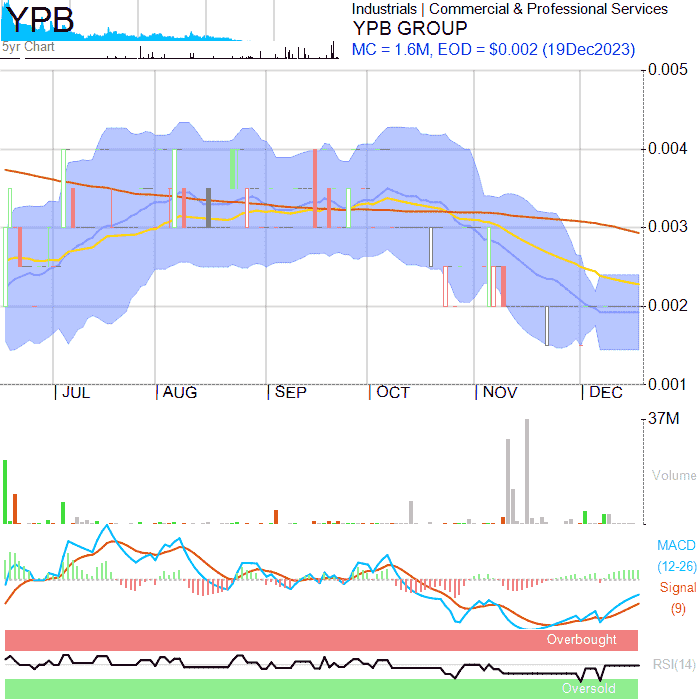 YPB
5yr Chart
Industrials | Commercial & Professional Services
YPB GROUP
MC = 1.6M, EOD = $0.002 (19Dec2023)
0.005
0.004
0.003
0.002
0.001
JUL AUG SEP OCT NOV DEC
37M
Volume
MACD
(12-26)
Signal
(9)
Overbought
RSI(14)
Oversold